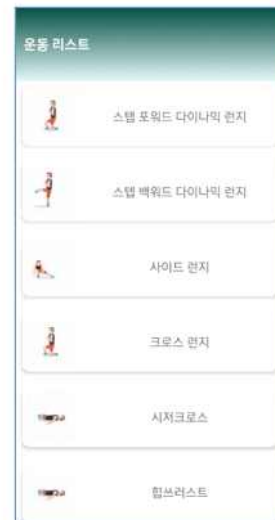 운동 리스트
스텝 포워드 다이나믹 런지
스텝 백워드 다이나믹 런지
사이드 런지
크로스 런지
시저크로스
힙쓰러스트